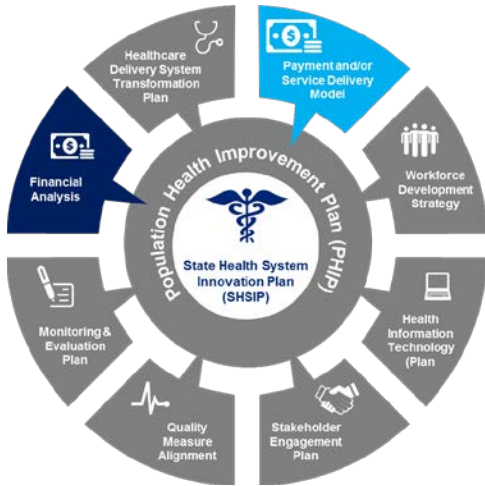 Healthcare
Delivery System
Transformation
Plan
$
Payment and/or
Service Delivery
Model
Workforce
Development
Strategy
Health
Information
Technology
(Plan
Stakeholder
Engagement
Plan
Quality
Measure
Alignment
Monitoring &
Evaluation
Plan
$
Financial
Analysis
Population Health Improvement Plan (PHIP)
State Health System
Innovation Plan
(SHSIP)